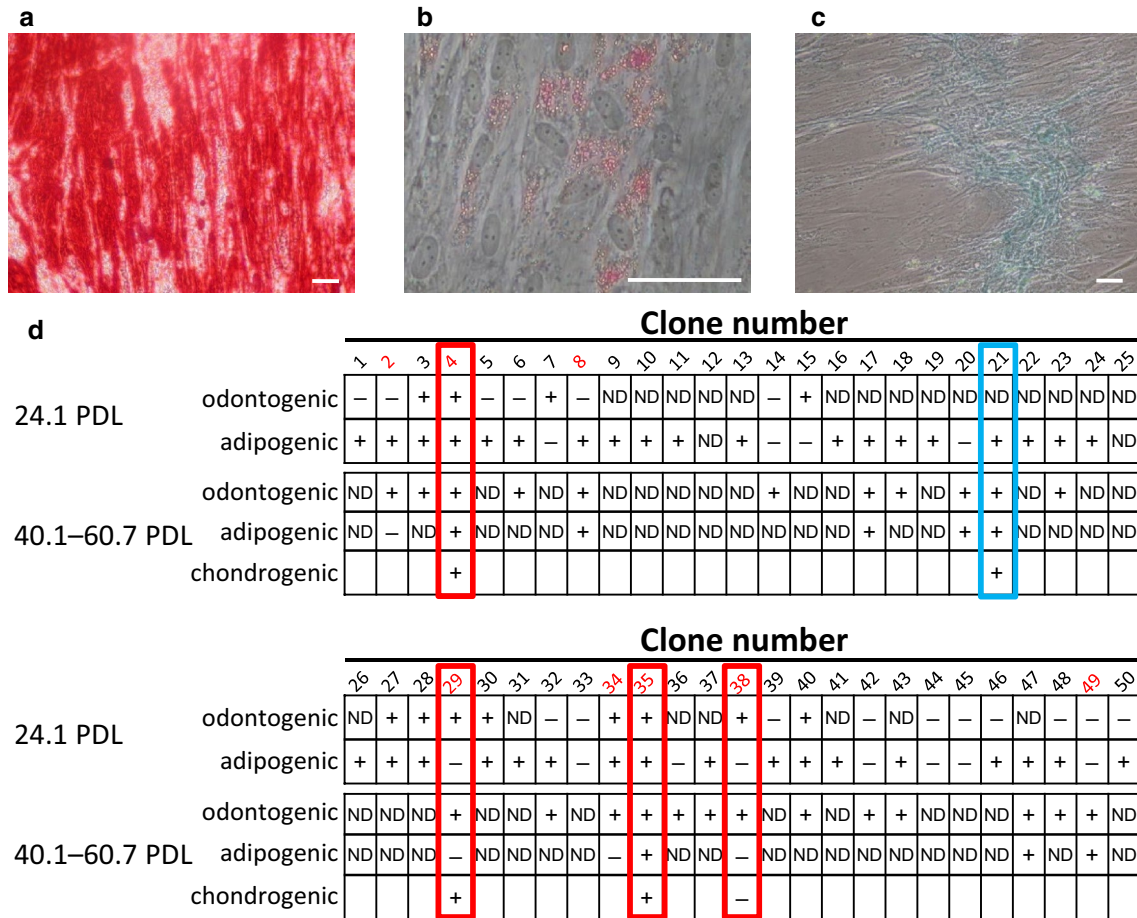 a b c
d
Clone number
1 2 3 4 5 6 7 8 9 10 11 12 13 14 15 16 17 18 19 20 21 22 23 24 25
24.1 PDL
odontogenic – – + + – – + – ND ND ND ND ND – + ND ND ND ND ND ND ND ND ND ND
adipogenic + + + + + + – + + + + ND + – – + + + + – + + + + ND
40.1–60.7 PDL
odontogenic ND + + + ND + ND + ND ND ND ND ND + ND ND + + ND + + ND + ND ND
adipogenic ND – ND + ND ND ND + ND ND ND ND ND ND ND ND + ND ND + + ND ND ND ND
chondrogenic + +
Clone number
26 27 28 29 30 31 32 33 34 35 36 37 38 39 40 41 42 43 44 45 46 47 48 49 50
24.1 PDL
odontogenic ND + + + + ND – – + + ND ND + – + ND – ND – – – ND – – –
adipogenic + + + – + + + – + + – + – + + + – + – – + + + – +
40.1–60.7 PDL
odontogenic ND ND ND + ND ND + ND + + + + + ND + ND + + ND ND ND + + + ND
adipogenic ND ND ND – ND ND ND ND – + ND ND – ND ND ND ND ND ND ND ND + ND + ND
chondrogenic + + –